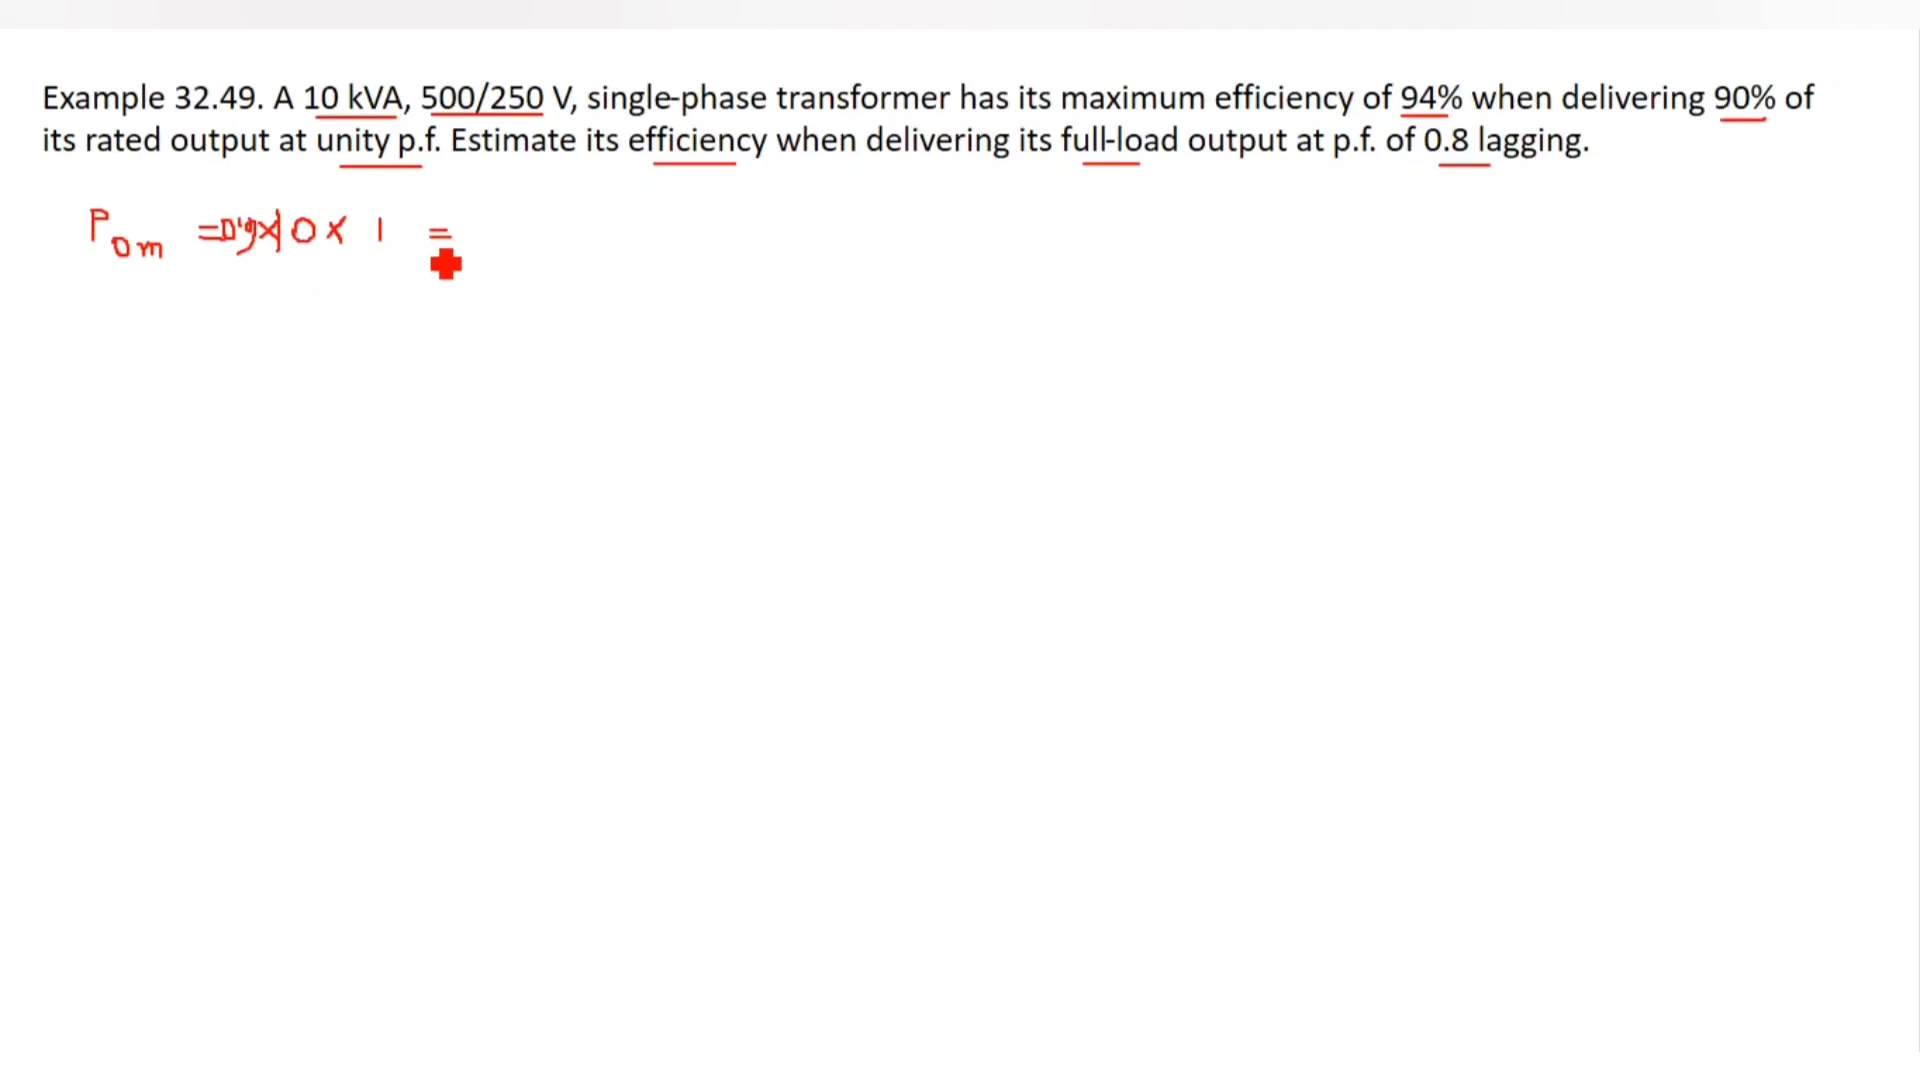 Example 32.49. A 10 kVA, 500/250 V, single-phase transformer has its maximum efficiency of 94% when delivering 90% of
its rated output at unity p.f. Estimate its efficiency when delivering its full-load output at p.f. of 0.8 lagging.
Pom = 0.9x10 x 1 =